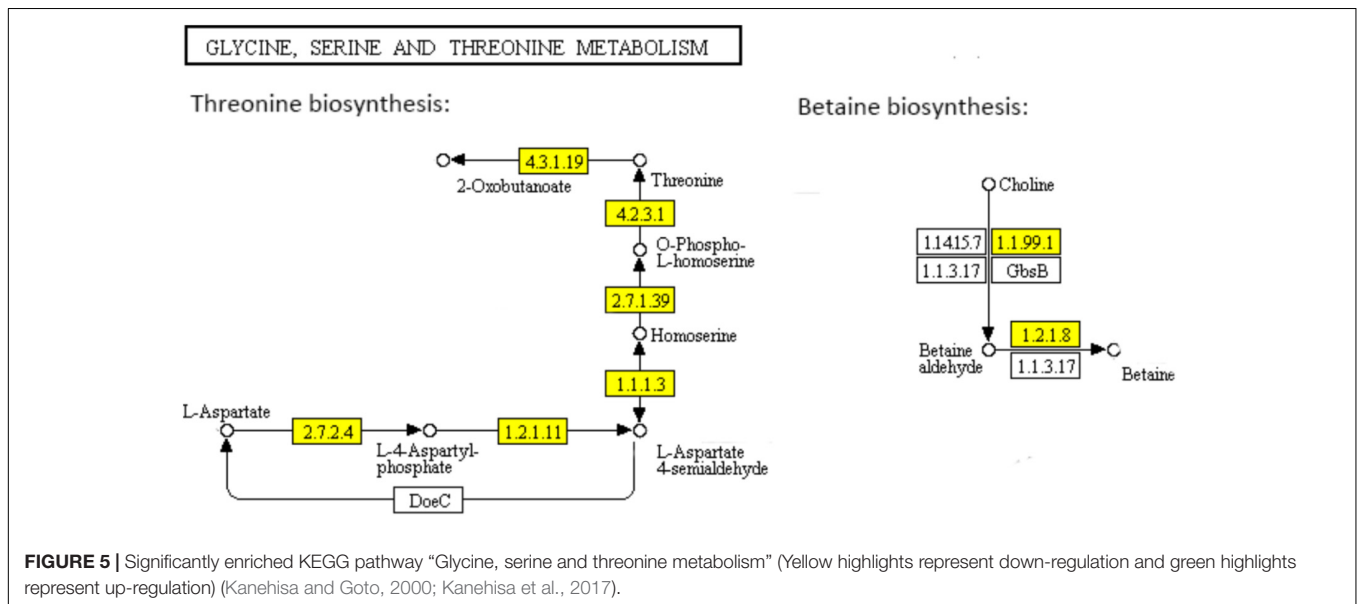 GLYCINE, SERINE AND THREONINE METABOLISM
Threonine biosynthesis:
4.3.1.19
2-Oxobutanoate
Threonine
4.2.3.1
O-Phospho-
L-homoserine
2.7.1.39
Homoserine
1.1.1.3
L-Aspartate
2.7.2.4
L-4-Aspartyl-
phosphate
1.2.1.11
L-Aspartate
4-semialdehyde
DoeC
Betaine biosynthesis:
Choline
1.14.15.7
1.1.99.1
1.1.3.17
GbsB
Betaine
aldehyde
1.2.1.8
1.1.3.17
Betaine
FIGURE 5 | Significantly enriched KEGG pathway “Glycine, serine and threonine metabolism” (Yellow highlights represent down-regulation and green highlights
represent up-regulation) (Kanehisa and Goto, 2000; Kanehisa et al., 2017).